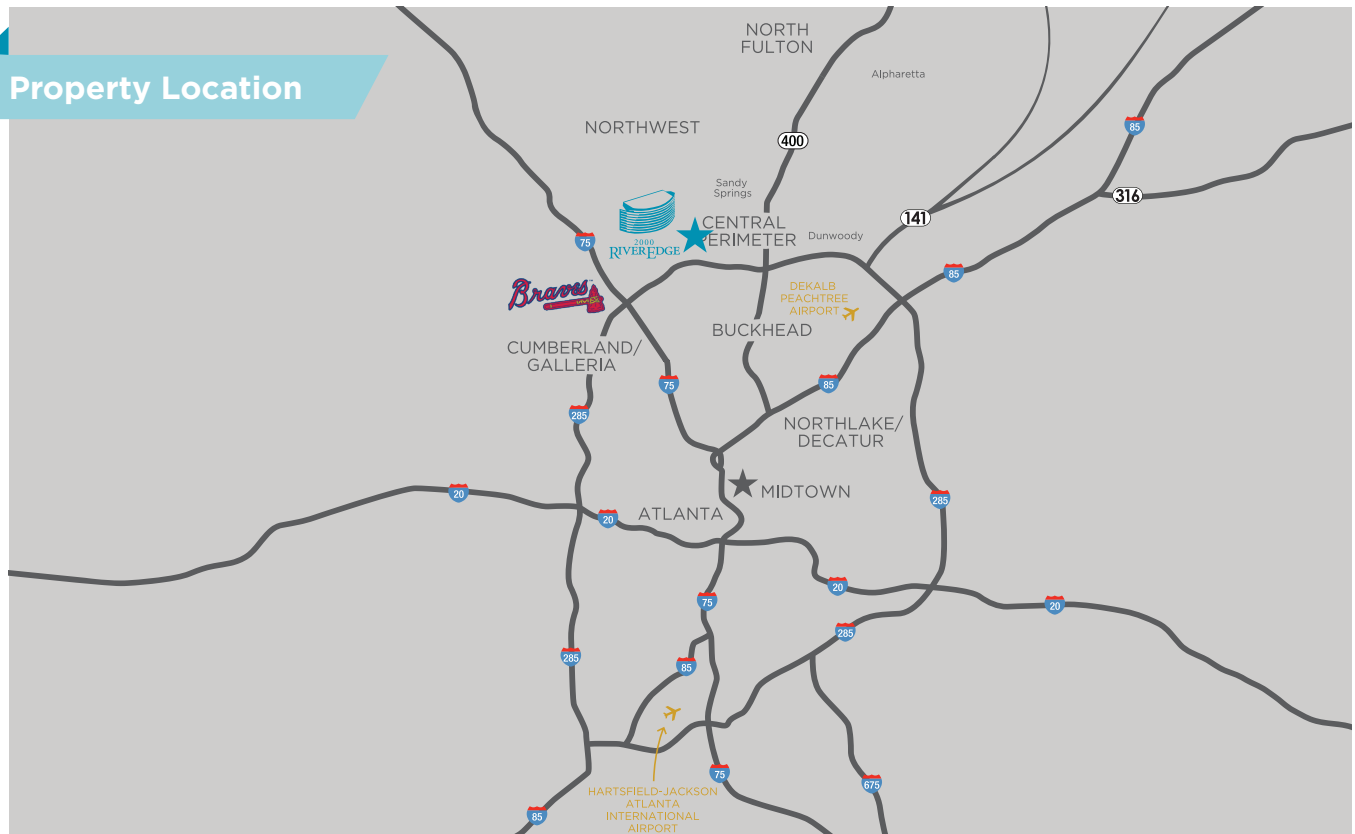 Property Location
NORTH
FULTON
Alpharetta
85
NORTHWEST
400
Sandy
Springs
316
141
CENTRAL
PERIMETER
Dunwoody
2000
RIVEREDGE
75
85
Braves
DEKALB
PEACHTREE
AIRPORT
BUCKHEAD
CUMBERLAND/
GALLERIA
75
85
285
NORTHLAKE/
DECATUR
MIDTOWN
20
285
ATLANTA
20
20
75
20
285
285
85
75
675
HARTSFIELD-JACKSON
ATLANTA
INTERNATIONAL
AIRPORT
85